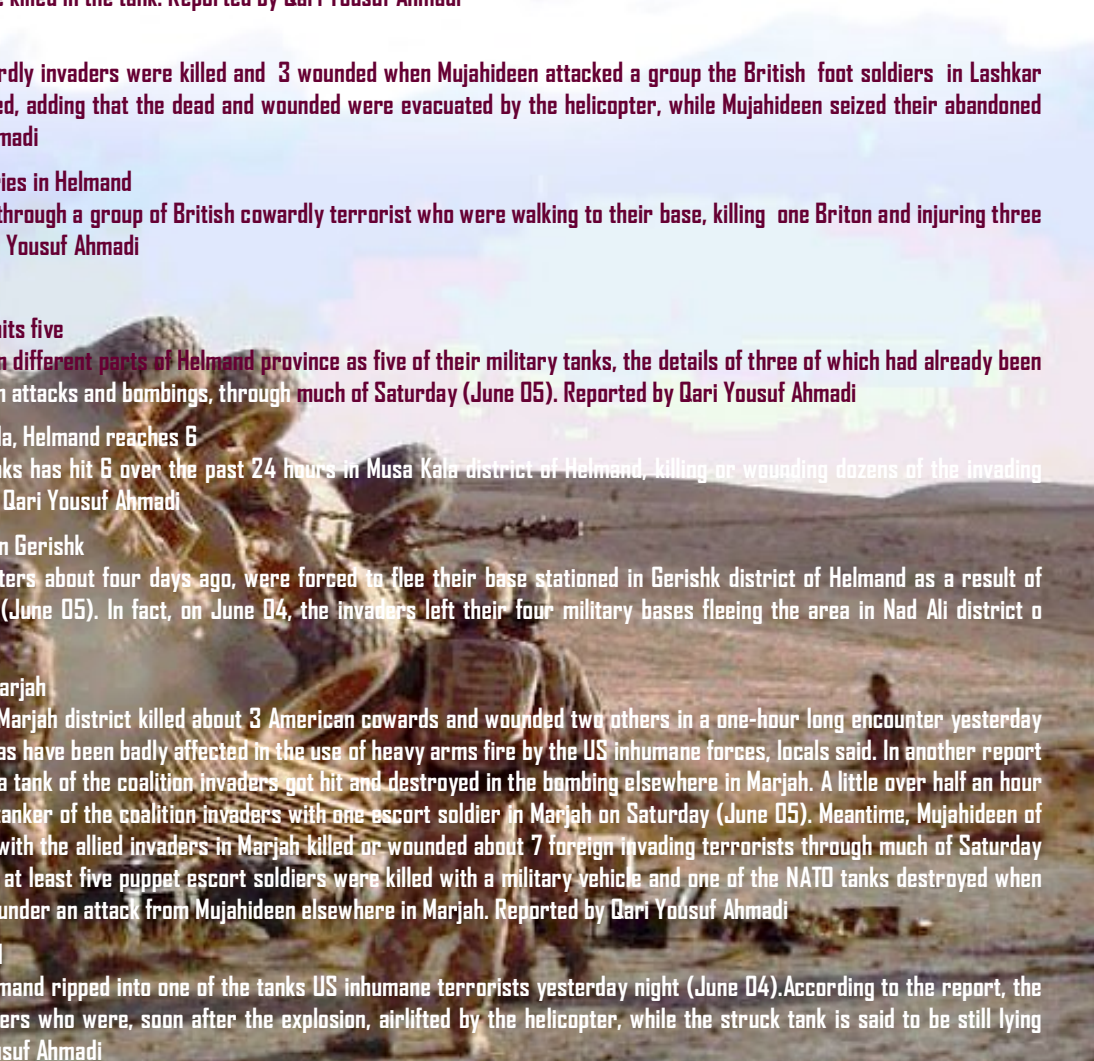 killed in the tank. Reported by Qari Yousuf Ahmadi
rdly invaders were killed and 3 wounded when Mujahideen attacked a group the British foot soldiers in Lashkar
ed, adding that the dead and wounded were evacuated by the helicopter, while Mujahideen seized their abandoned
madi
ries in Helmand
through a group of British cowardly terrorist who were walking to their base, killing one Briton and injuring three
Yousuf Ahmadi
its five
n different parts of Helmand province as five of their military tanks, the details of three of which had already been
n attacks and bombings, through much of Saturday (June 05). Reported by Qari Yousuf Ahmadi
la, Helmand reaches 6
nks has hit 6 over the past 24 hours in Musa Kala district of Helmand, killing or wounding dozens of the invading
Qari Yousuf Ahmadi
n Gerishk
ters about four days ago, were forced to flee their base stationed in Gerishk district of Helmand as a result of
(June 05). In fact, on June 04, the invaders left their four military bases fleeing the area in Nad Ali district o
arjah
Marjah district killed about 3 American cowards and wounded two others in a one-hour long encounter yesterday
as have been badly affected in the use of heavy arms fire by the US inhumane forces, locals said. In another report
a tank of the coalition invaders got hit and destroyed in the bombing elsewhere in Marjah. A little over half an hour
tanker of the coalition invaders with one escort soldier in Marjah on Saturday (June 05). Meantime, Mujahideen of
with the allied invaders in Marjah killed or wounded about 7 foreign invading terrorists through much of Saturday
at least five puppet escort soldiers were killed with a military vehicle and one of the NATO tanks destroyed when
under an attack from Mujahideen elsewhere in Marjah. Reported by Qari Yousuf Ahmadi
d
mand ripped into one of the tanks US inhumane terrorists yesterday night (June 04).According to the report, the
ers who were, soon after the explosion, airlifted by the helicopter, while the struck tank is said to be still lying
usuf Ahmadi